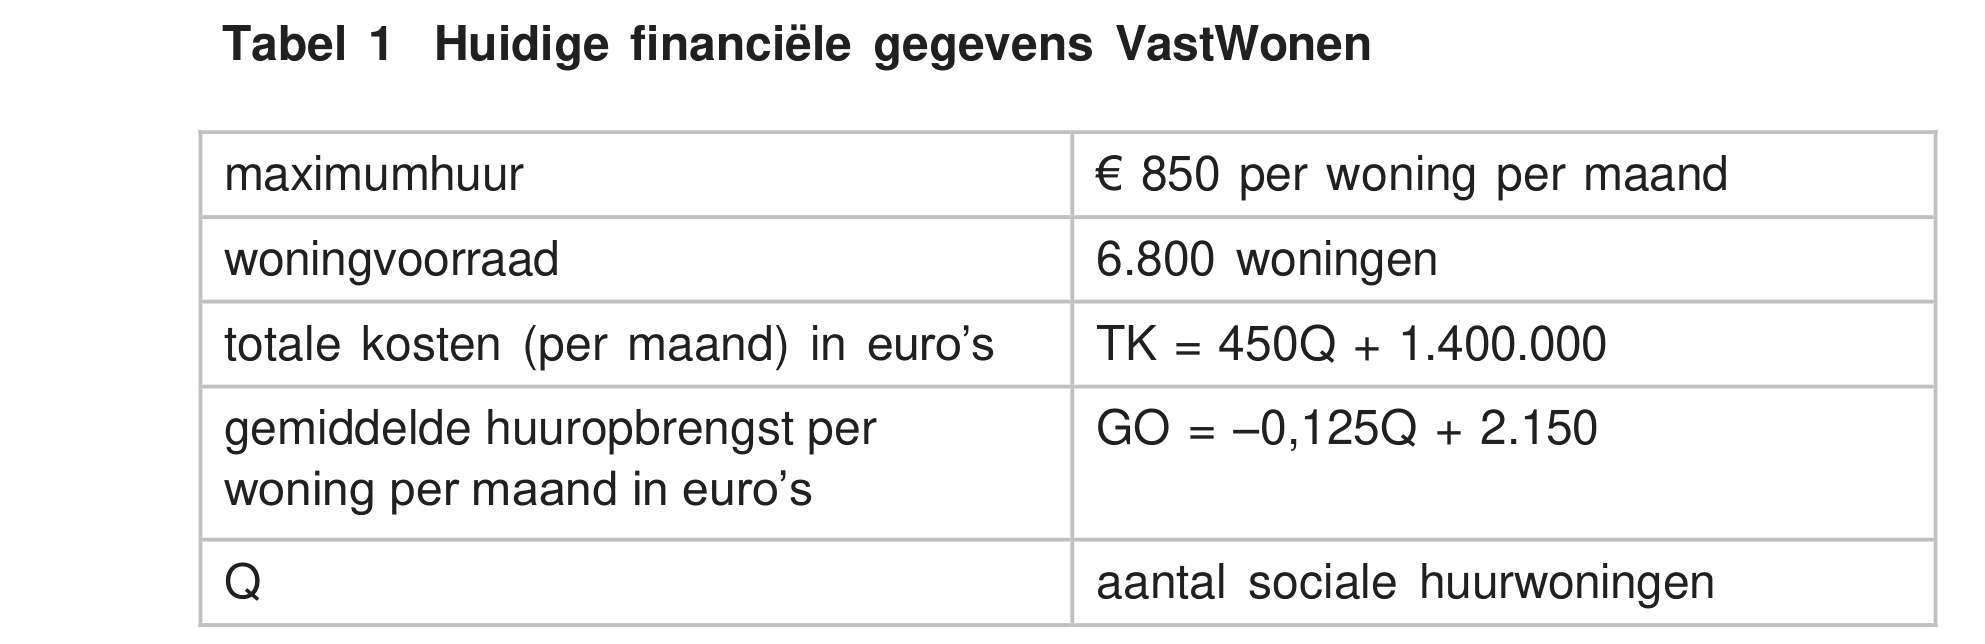 Tabel 1 Huidige financiële gegevens VastWonen
maximumhuur
€ 850 per woning per maand
woningvoorraad
6.800 woningen
totale kosten (per maand) in euro’s
TK = 450Q + 1.400.000
gemiddelde huuropbrengst per
woning per maand in euro’s
GO = –0,125Q + 2.150
Q
aantal sociale huurwoningen